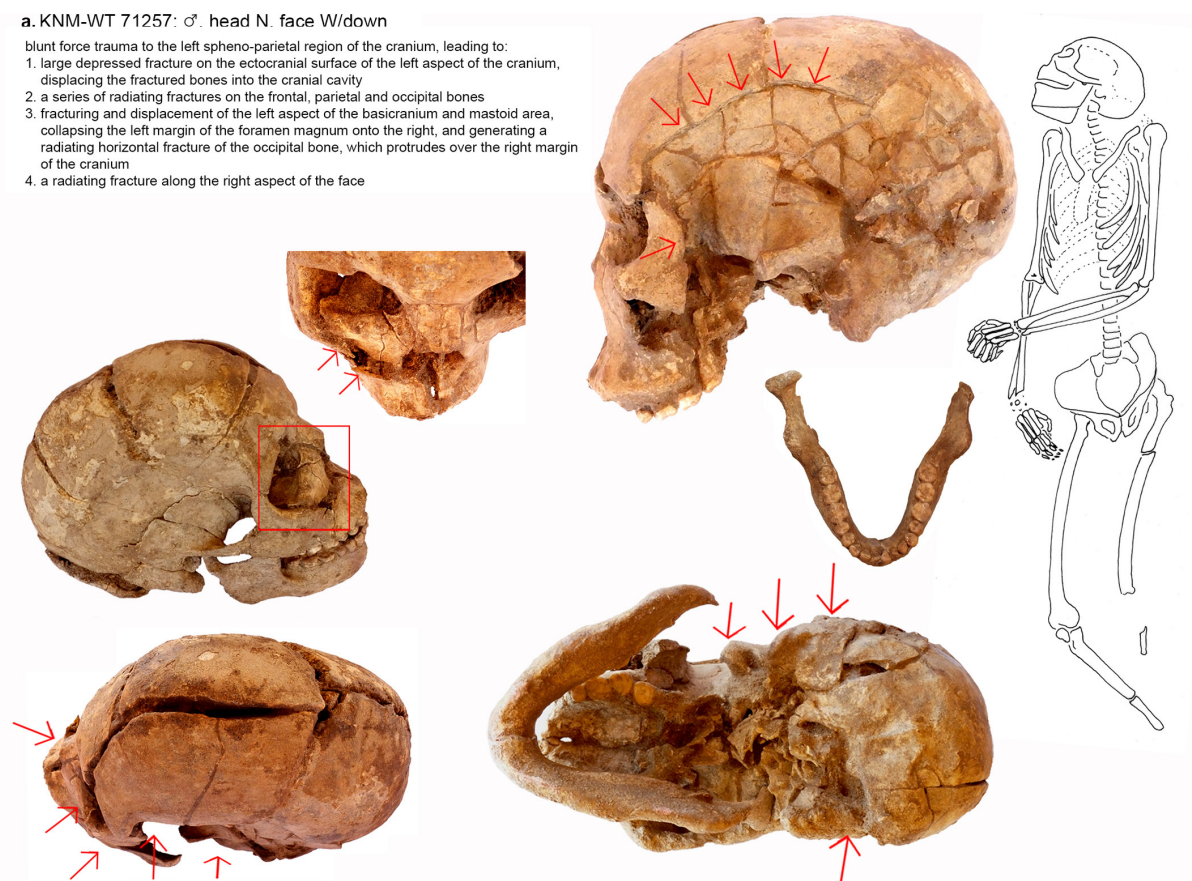 a. KNM-WT 71257: ♂, head N, face W/down
blunt force trauma to the left spheno-parietal region of the cranium, leading to:
1. large depressed fracture on the ectocranial surface of the left aspect of the cranium,
displacing the fractured bones into the cranial cavity
2. a series of radiating fractures on the frontal, parietal and occipital bones
3. fracturing and displacement of the left aspect of the basicranium and mastoid area,
collapsing the left margin of the foramen magnum onto the right, and generating a
radiating horizontal fracture of the occipital bone, which protrudes over the right margin
of the cranium
4. a radiating fracture along the right aspect of the face